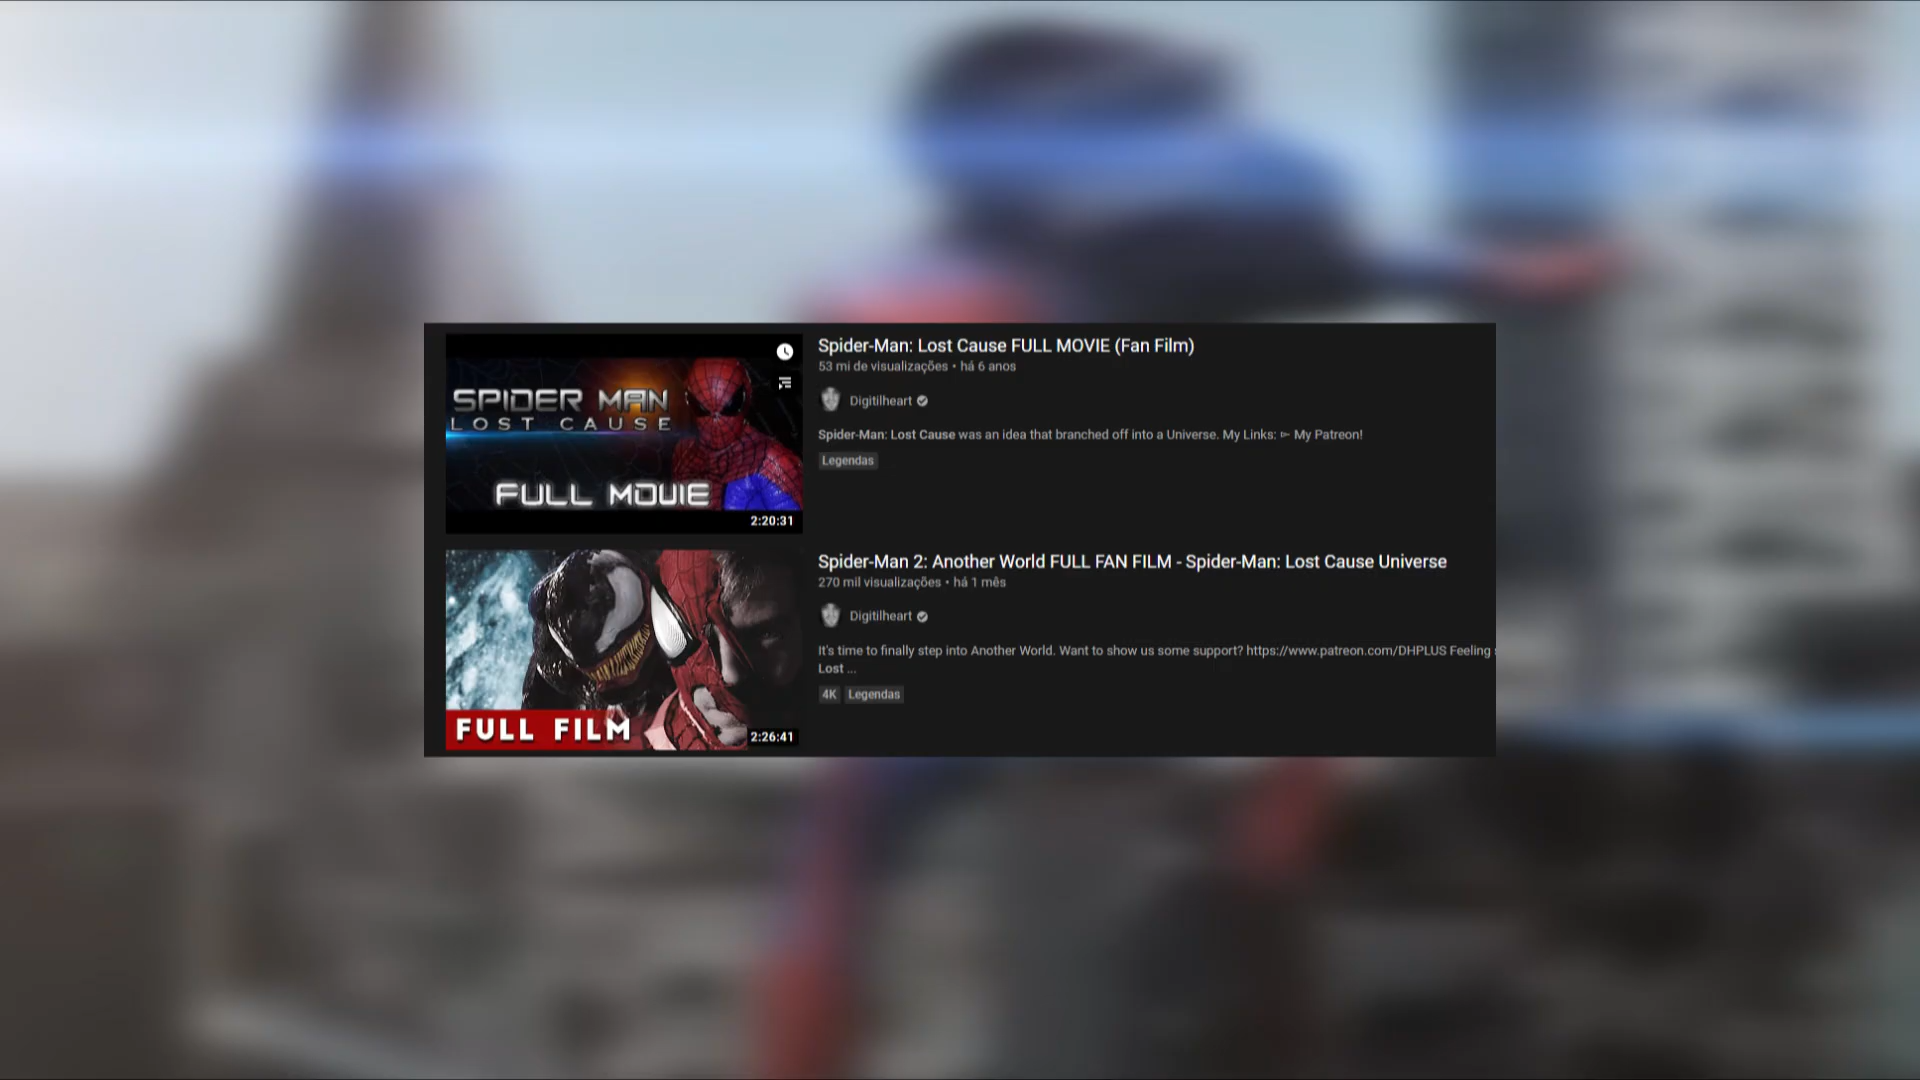 SPIDER MAN
LOST CAUSE
FULL MOVIE
2:20:31
Spider-Man: Lost Cause FULL MOVIE (Fan Film)
53 mi de visualizações • há 6 anos
Digitilheart
Spider-Man: Lost Cause was an idea that branched off into a Universe. My Links: ► My Patreon!
Legendas
FULL FILM
2:26:41
Spider-Man 2: Another World FULL FAN FILM - Spider-Man: Lost Cause Universe
270 mil visualizações • há 1 mês
Digitilheart
It's time to finally step into Another World. Want to show us some support? https://www.patreon.com/DHPLUS Feeling
Lost ...
4K Legendas